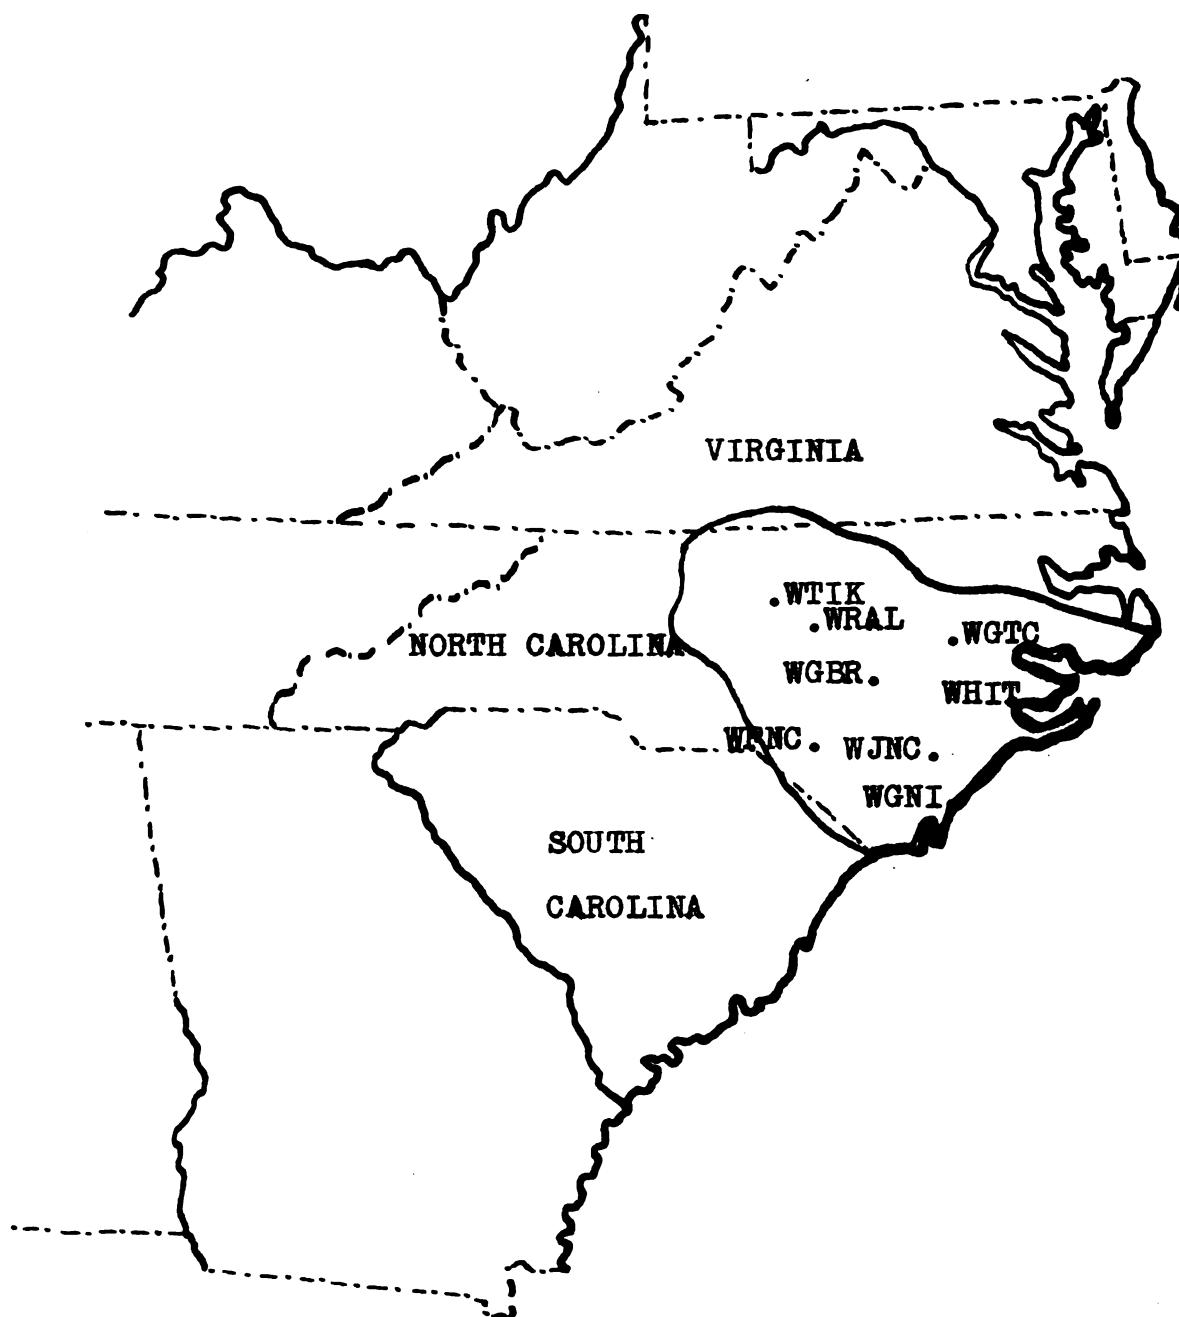 VIRGINIA
.WTIK
.WRAL
.WGTC
NORTH CAROLINA
WGBR.
WHIT
WJNC.
WGNI
SOUTH
CAROLINA